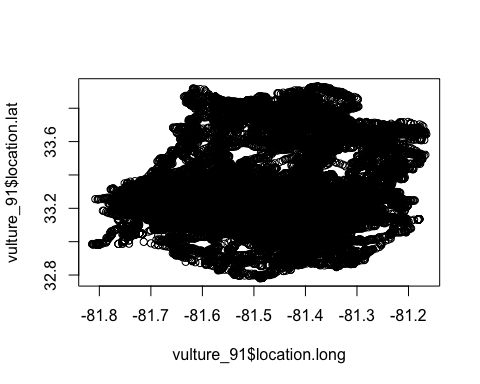 vulture_91$location.lat
33.6
33.2
32.8
-81.8 -81.7 -81.6 -81.5 -81.4 -81.3 -81.2
vulture_91$location.long